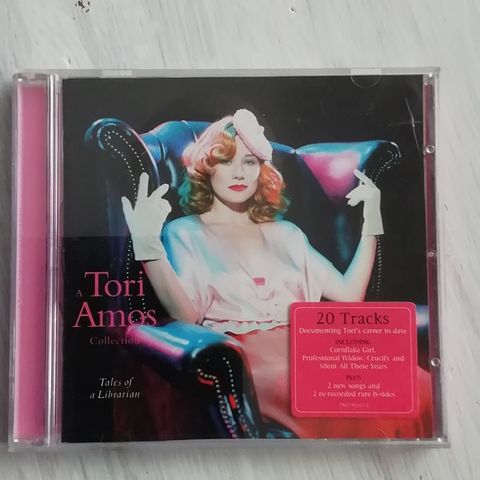 A
Tori
Amos
Collection
Tales of
a Librarian
20 Tracks
Documenting Tori's career to date
INCLUDING
Cornflake Girl,
Professional Widow, Crucify and
Silent All These Years
PLUS
2 new songs and
2 re-recorded rare b-sides